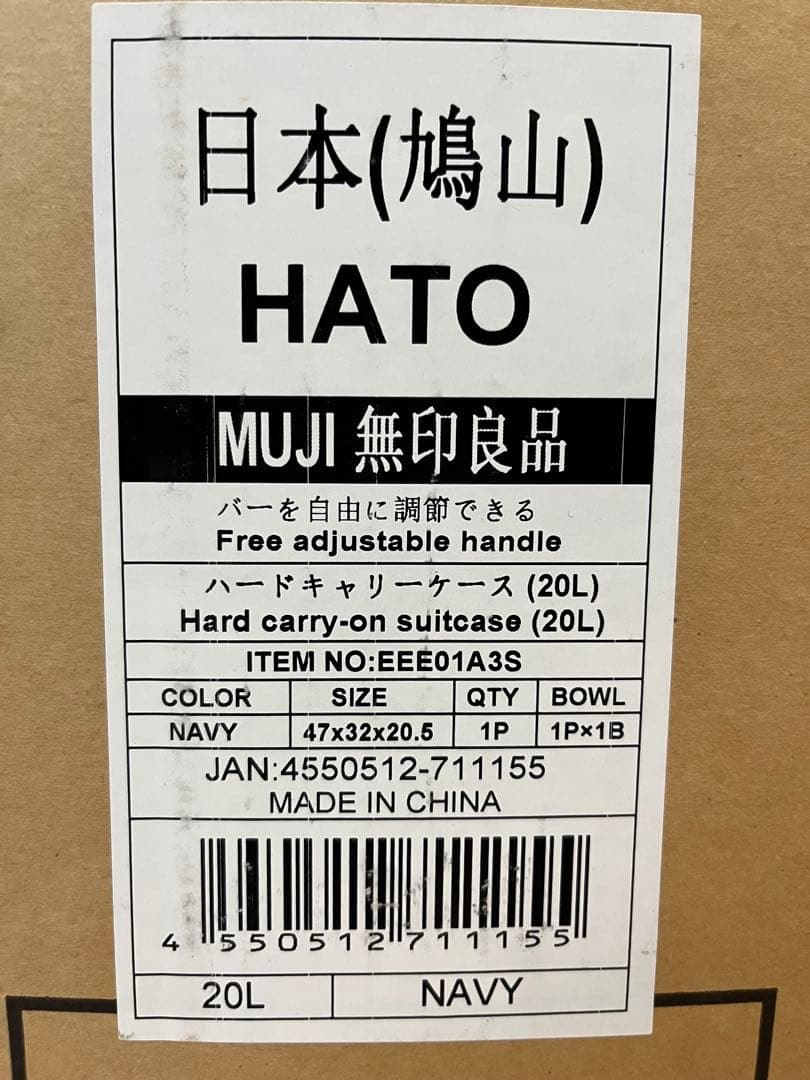 日本(鳩山)
HATO
MUJI 無印良品
バーを自由に調節できる
Free adjustable handle
ハードキャリーケース (20L)
Hard carry-on suitcase (20L)
ITEM NO:EEE01A3S
COLOR SIZE QTY BOWL
NAVY 47x32x20.5 1P 1P×1B
JAN:4550512-711155
MADE IN CHINA
4 550512 711155
20L NAVY